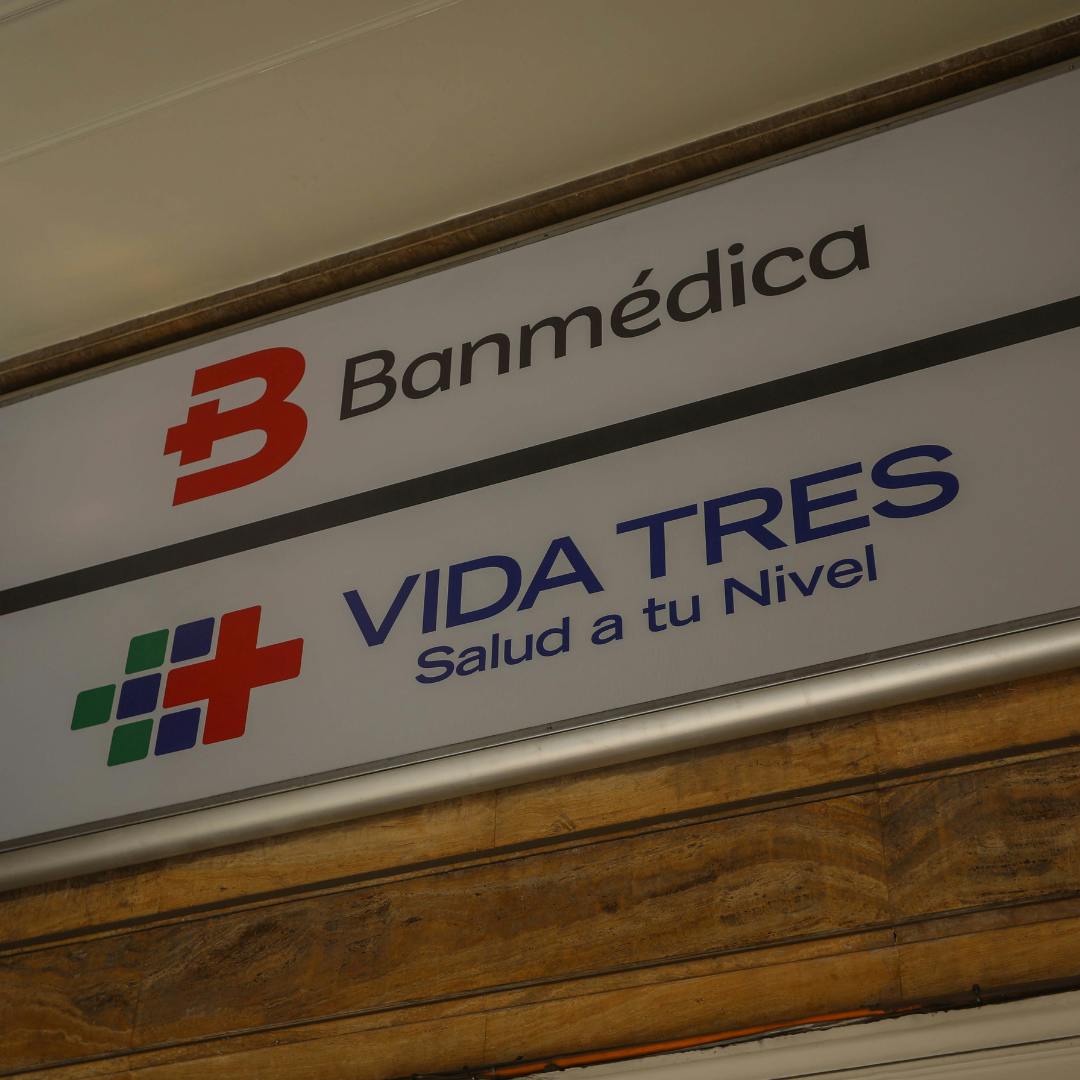 Banmédica
VIDA TRES
Salud a tu Nivel